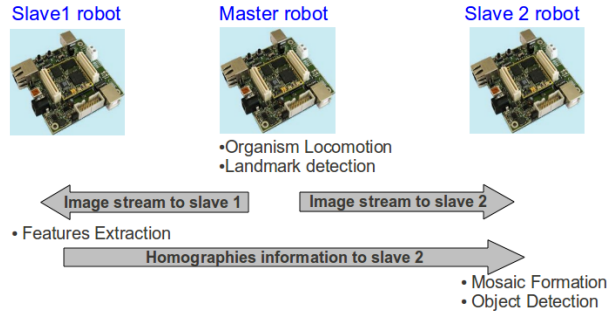 Slave1 robot
Master robot
Slave 2 robot
•Organism Locomotion
•Landmark detection
Image stream to slave 1
Image stream to slave 2
• Features Extraction
Homographies information to slave 2
• Mosaic Formation
• Object Detection